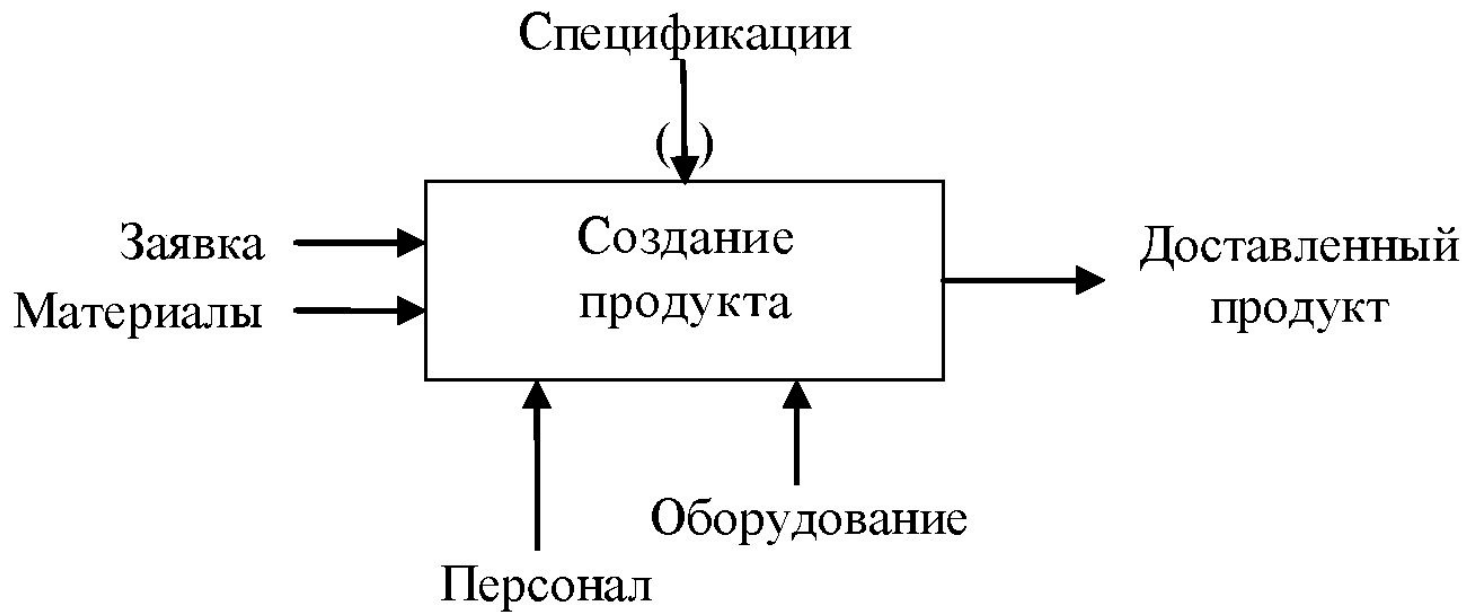 Спецификации
( )
Заявка
Материалы
Создание
продукта
Доставленный
продукт
Оборудование
Персонал